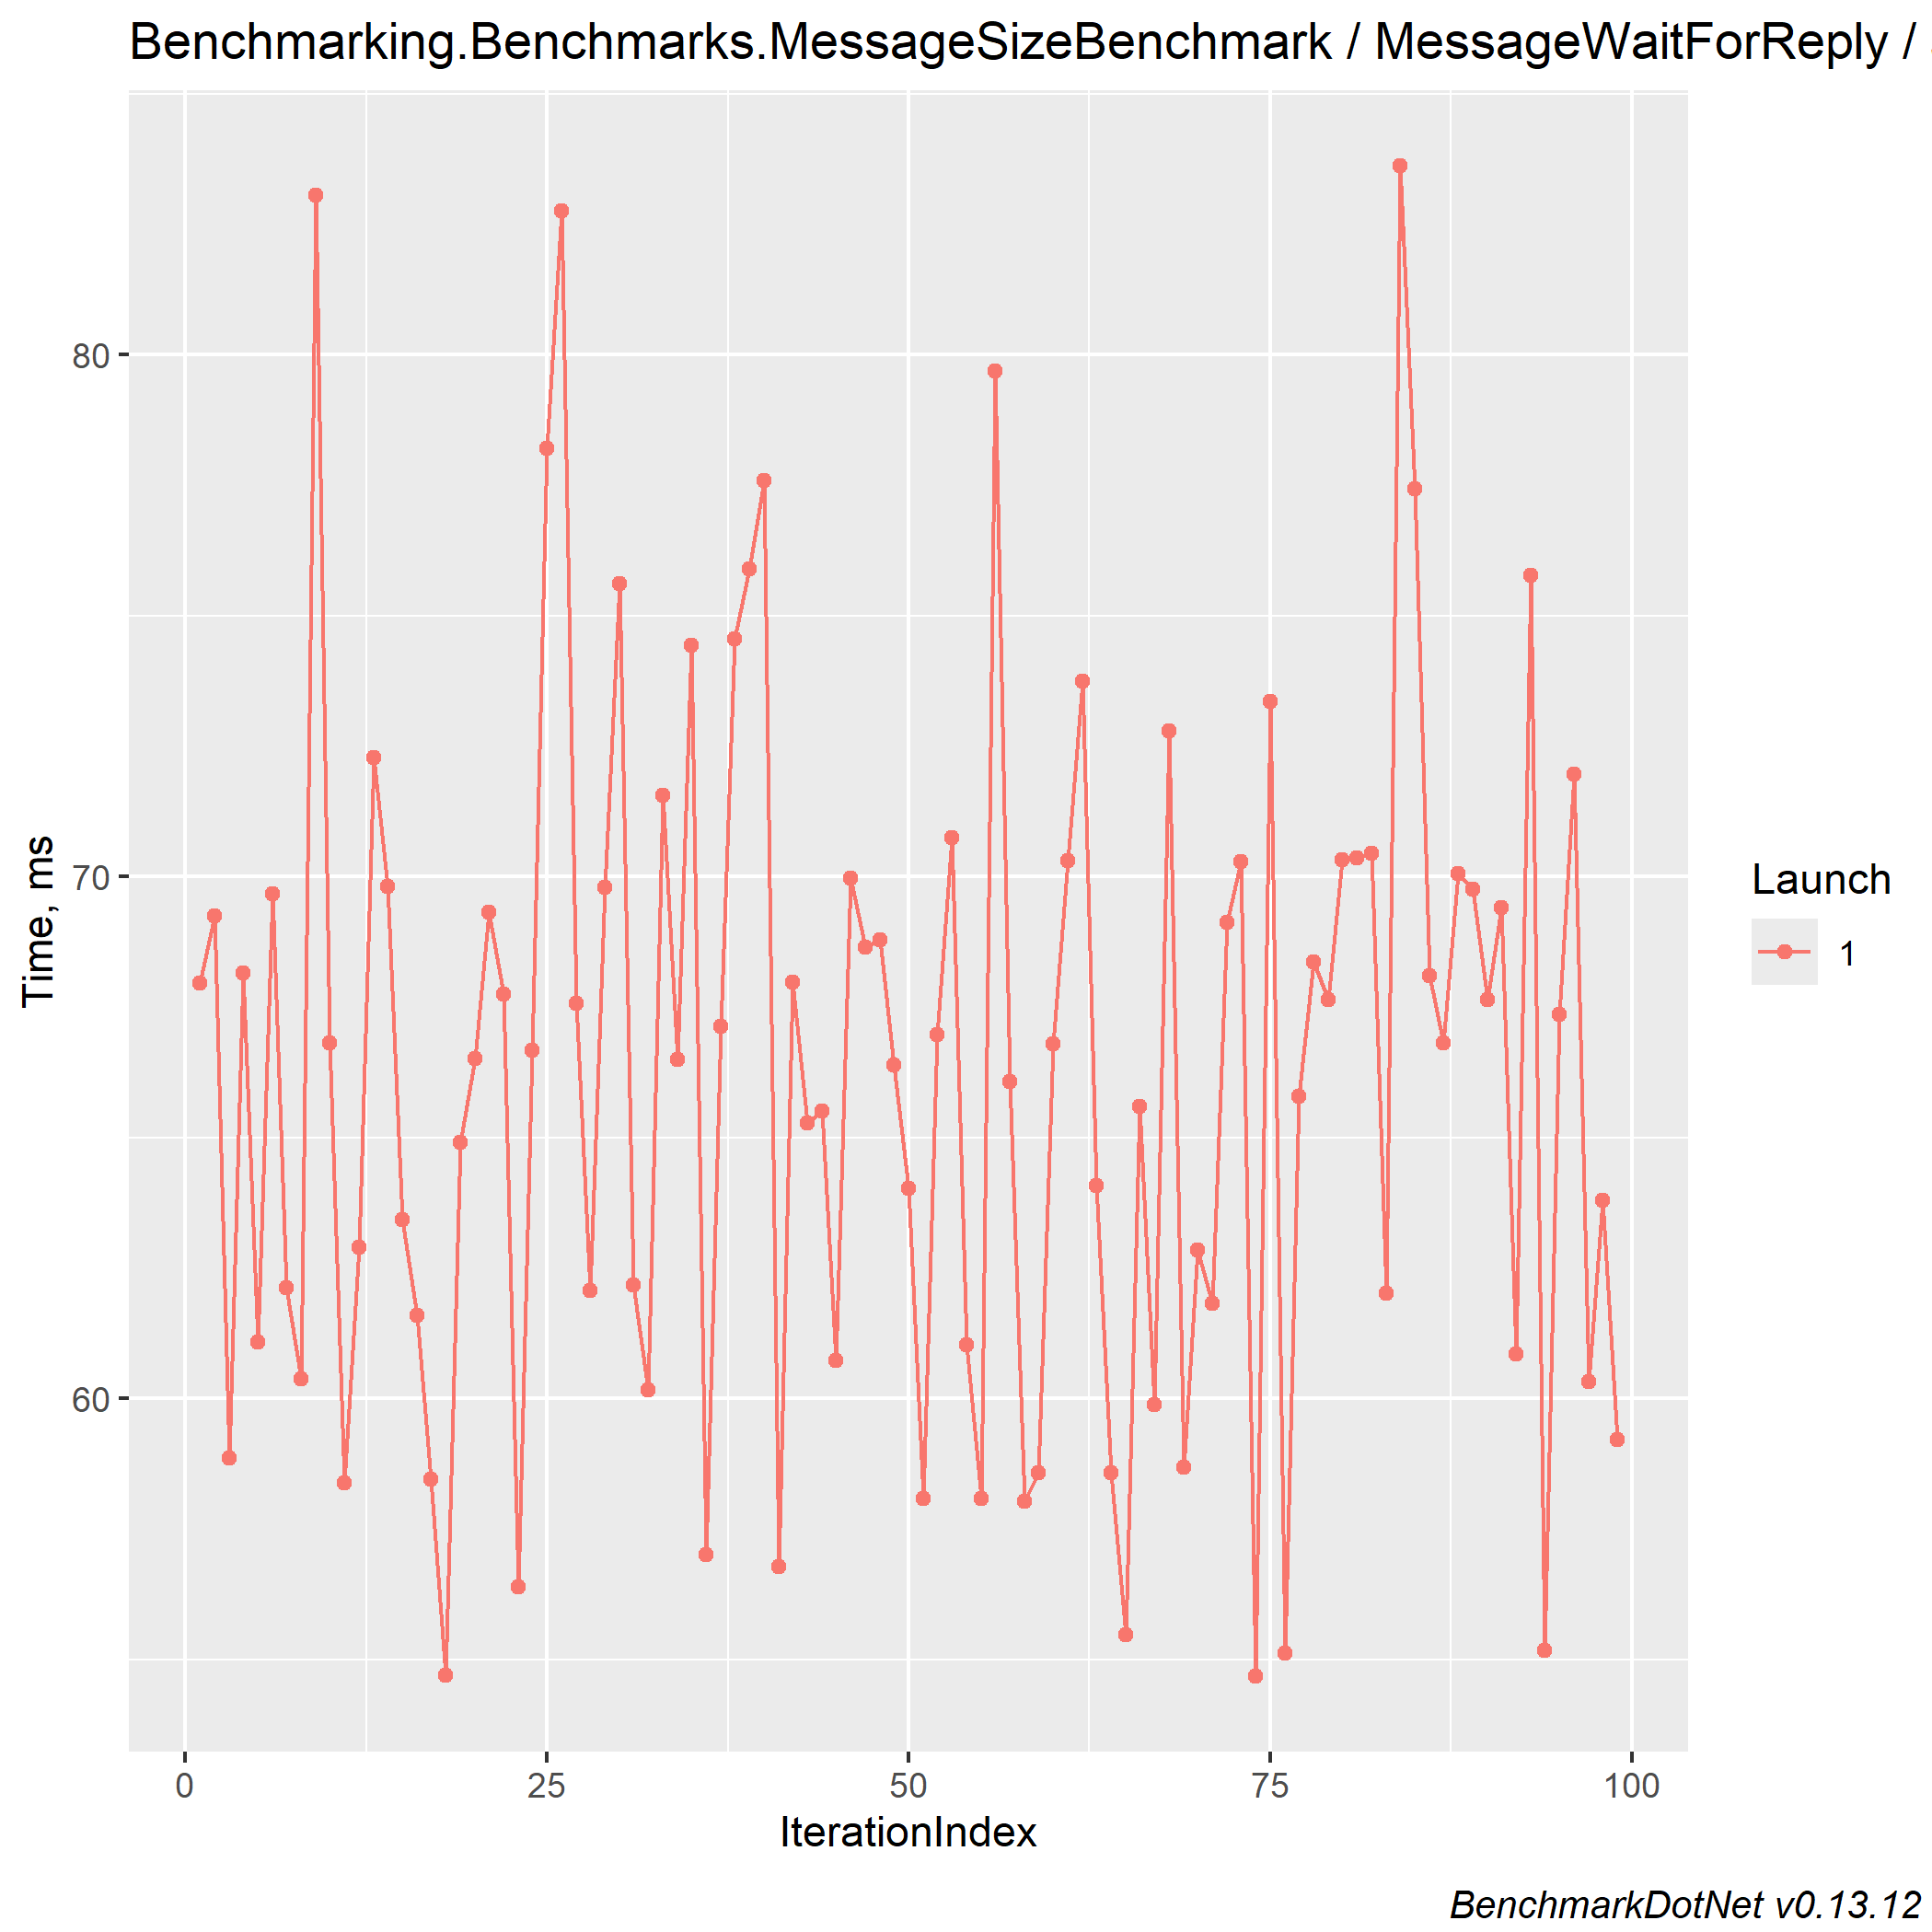 Benchmarking.Benchmarks.MessageSizeBenchmark / MessageWaitForReply /
80
70
60
Time, ms
0 25 50 75 100
IterationIndex
Launch
1
BenchmarkDotNet v0.13.12